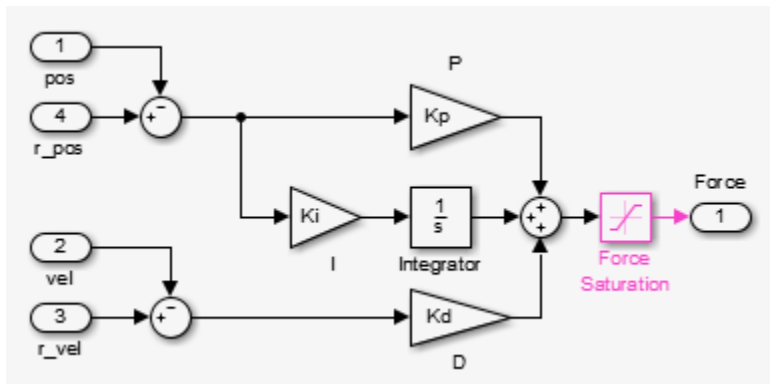 1
pos
4
r_pos
P
Kp
Ki
I
1
s
Integrator
2
vel
3
r_vel
Kd
D
Force
Saturation
Force
1